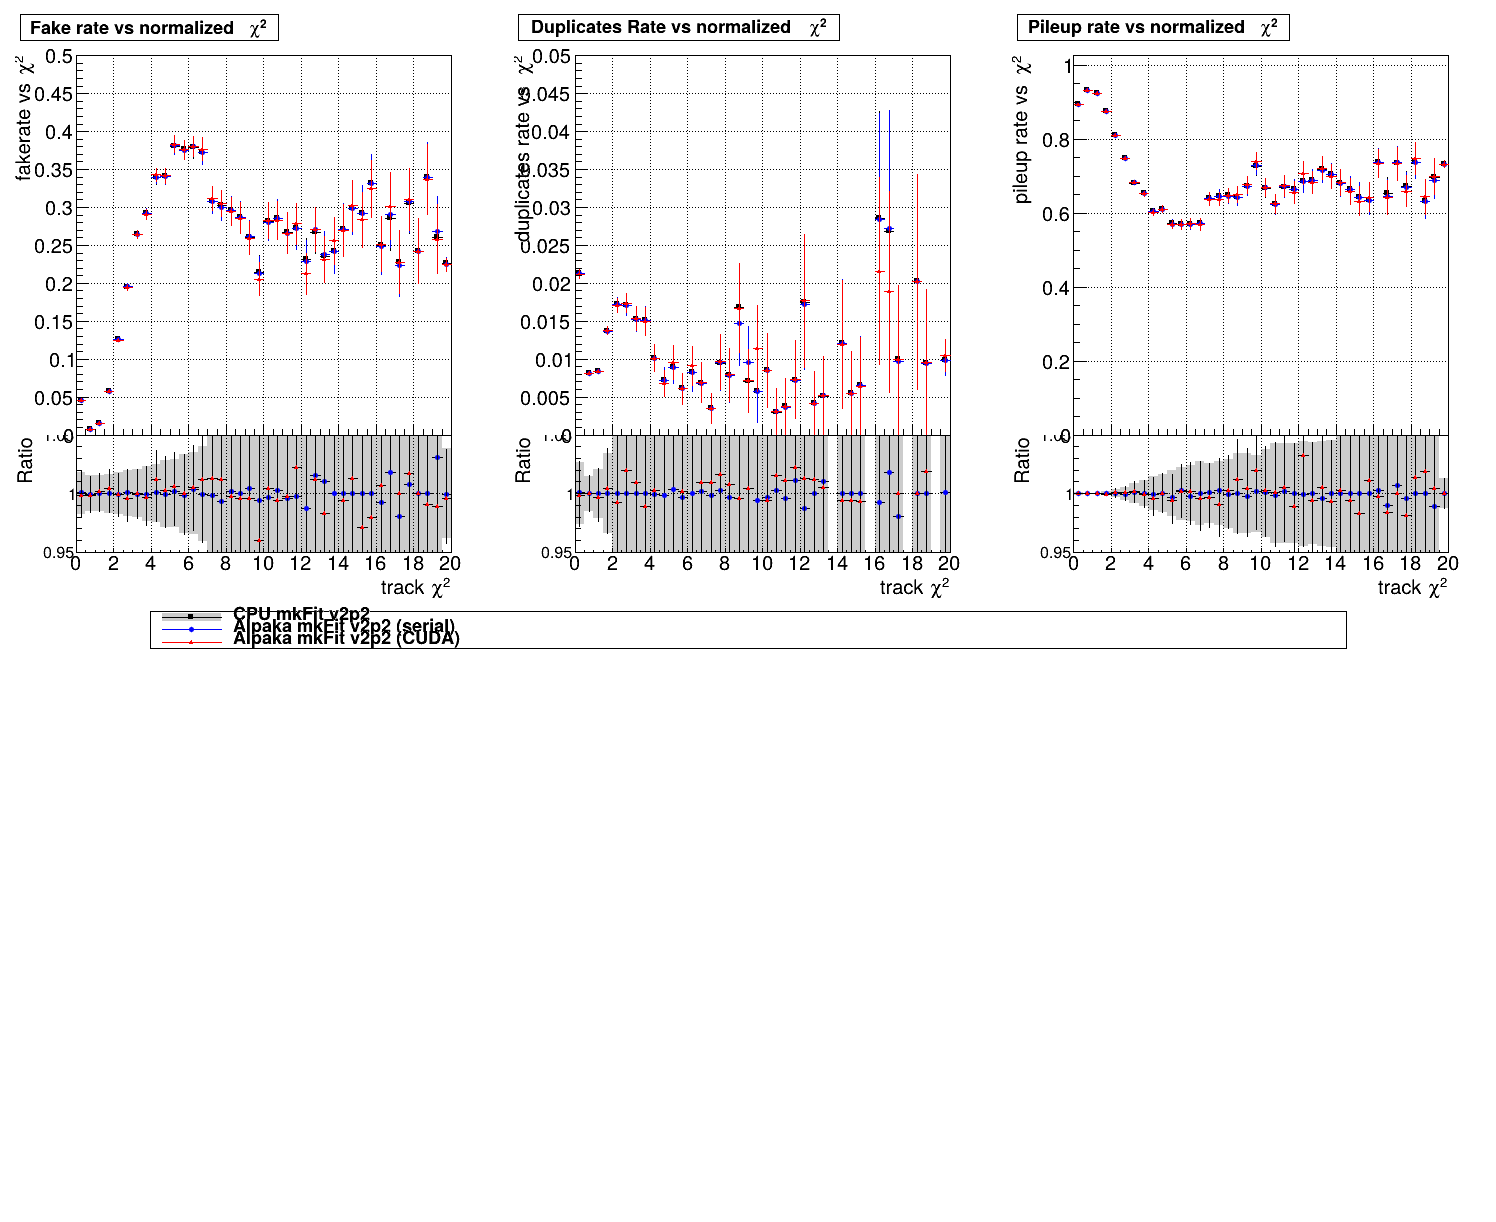 Fake rate vs normalized χ²
fakerate vs χ²
0.5
0.45
0.4
0.35
0.3
0.25
0.2
0.15
0.1
0.05
0
Ratio
1
0.95
0 2 4 6 8 10 12 14 16 18 20
track χ²
Duplicates Rate vs normalized χ²
duplicates rate vs χ²
0.05
0.045
0.04
0.035
0.03
0.025
0.02
0.015
0.01
0.005
0
Ratio
1
0.95
0 2 4 6 8 10 12 14 16 18 20
track χ²
Pileup rate vs normalized χ²
pileup rate vs χ²
1
0.8
0.6
0.4
0.2
0
Ratio
1
0.95
0 2 4 6 8 10 12 14 16 18 20
track χ²
CPU mkFit v2p2
Alpaka mkFit v2p2 (serial)
Alpaka mkFit v2p2 (CUDA)